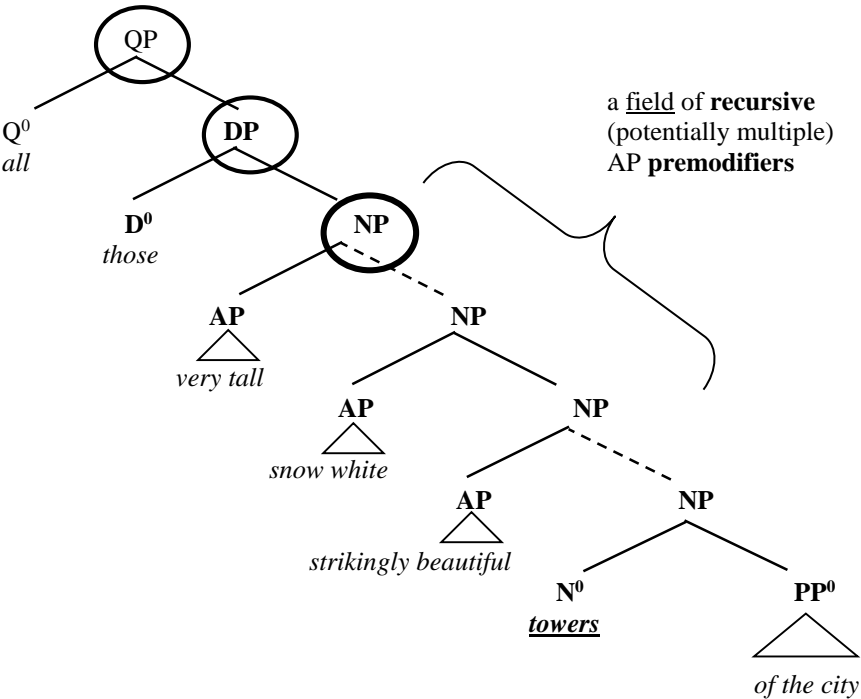 QP
a field of recursive
(potentially multiple)
AP premodifiers
Q⁰
all
DP
D⁰
those
NP
AP
very tall
NP
AP
snow white
NP
AP
strikingly beautiful
NP
N⁰
towers
PP⁰
of the city